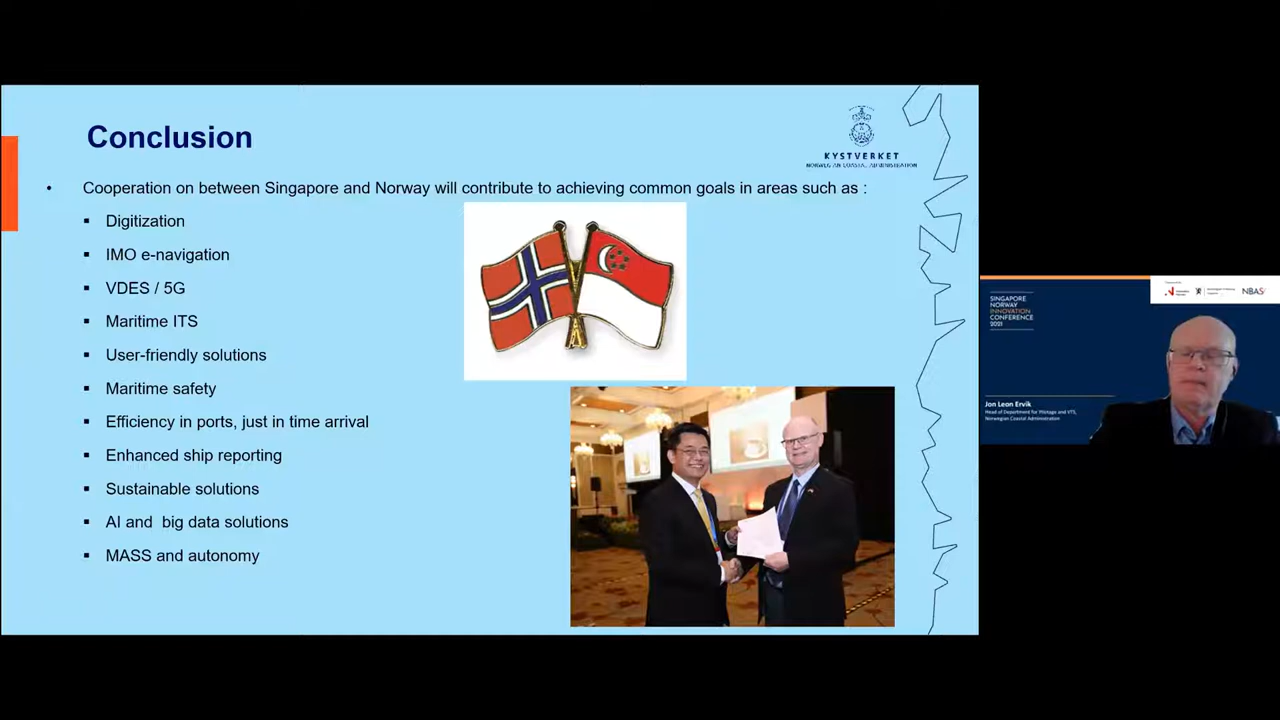 Conclusion
KYSTVERKET
NORWEGIAN COASTAL ADMINISTRATION
• Cooperation on between Singapore and Norway will contribute to achieving common goals in areas such as :
▪ Digitization
▪ IMO e-navigation
▪ VDES / 5G
▪ Maritime ITS
▪ User-friendly solutions
▪ Maritime safety
▪ Efficiency in ports, just in time arrival
▪ Enhanced ship reporting
▪ Sustainable solutions
▪ AI and  big data solutions
▪ MASS and autonomy
SINGAPORE
NORWAY
INNOVATION
CONFERENCE
2021
NBAS
Jon Leon Ervik
Head of Department for Pilotage and VTS,
Norwegian Coastal Administration